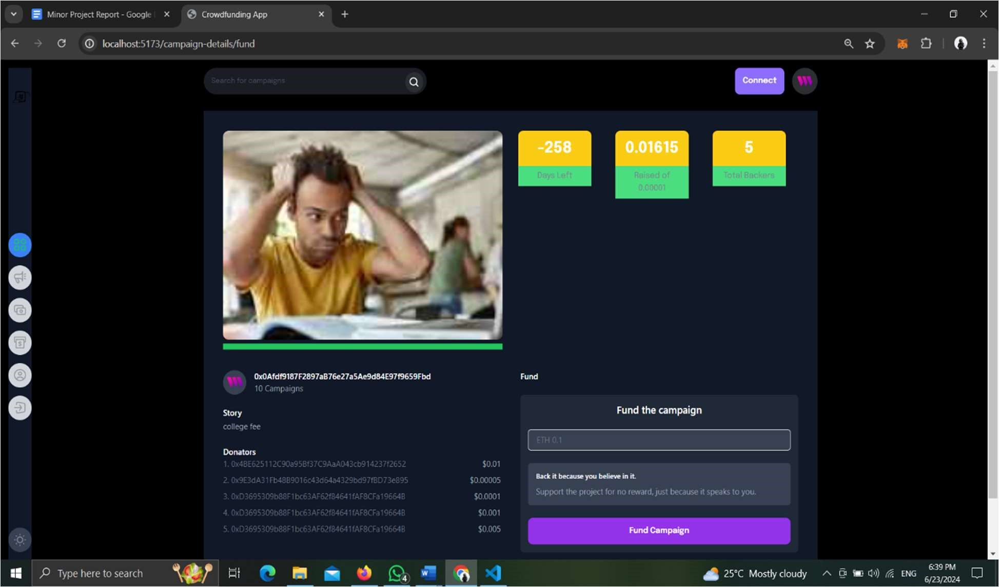 Minor Project Report - Google
Crowdfunding App
localhost:5173/campaign-details/fund
Search for campaigns
Connect
-258
Days Left
0.01615
Raised of
0.00001
5
Total Backers
0x0Afdf9187F2897aB76e27a5Ae9d84E97f9659Fbd
10 Campaigns
Story
college fee
Donators
1. 0x4BE625112C90a95Bf37C9AaA043cb914237f2652 $0.01
2. 0x9E3dA31Fb48B9016c43d64a4329bd97fBD73e895 $0.00005
3. 0xD3695309b88F1bc63AF62f84641fAF8CFa19664B $0.0001
4. 0xD3695309b88F1bc63AF62f84641fAF8CFa19664B $0.001
5. 0xD3695309b88F1bc63AF62f84641fAF8CFa19664B $0.005
Fund
Fund the campaign
ETH 0.1
Back it because you believe in it.
Support the project for no reward, just because it speaks to you.
Fund Campaign
Type here to search
4
25°C Mostly cloudy
ENG
6:39 PM
6/23/2024